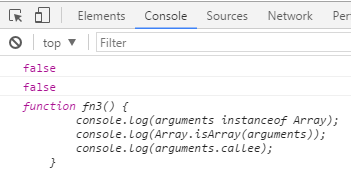 Elements Console Sources Network Perform
top Filter
false
false
function fn3() {
        console.log(arguments instanceof Array);
        console.log(Array.isArray(arguments));
        console.log(arguments.callee);
    }